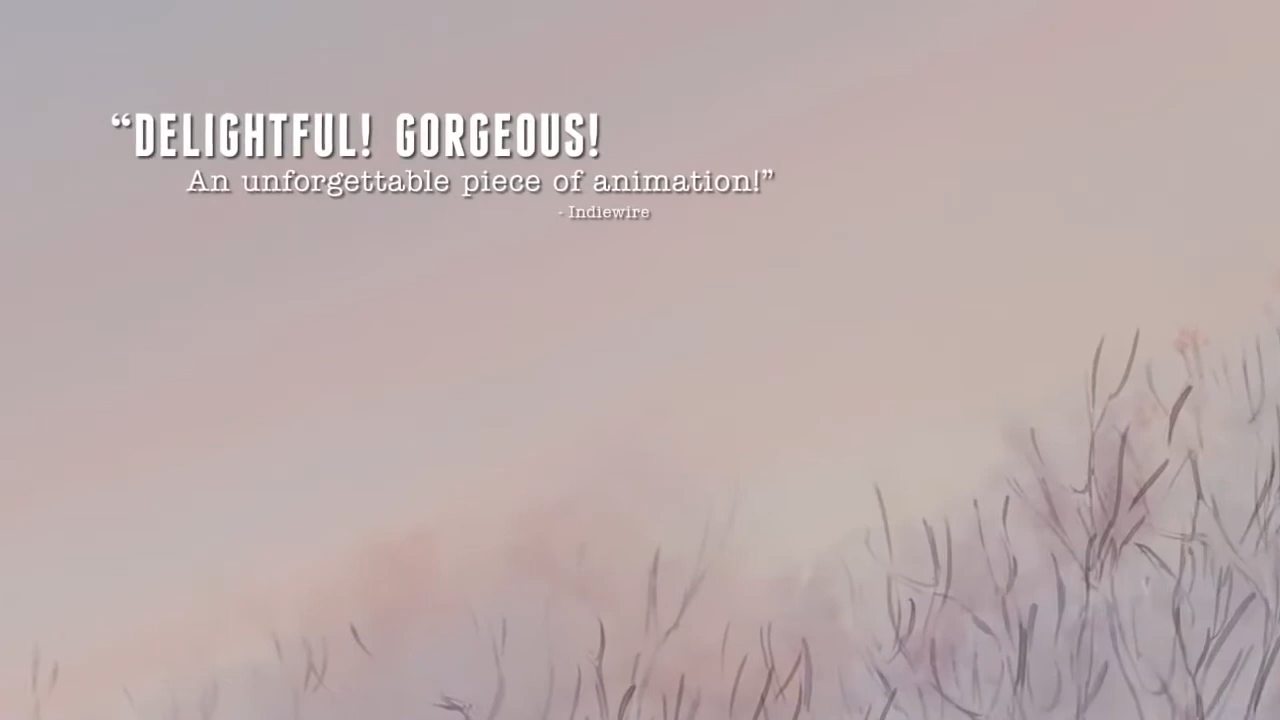 “DELIGHTFUL! GORGEOUS!
An unforgettable piece of animation!”
- Indiewire